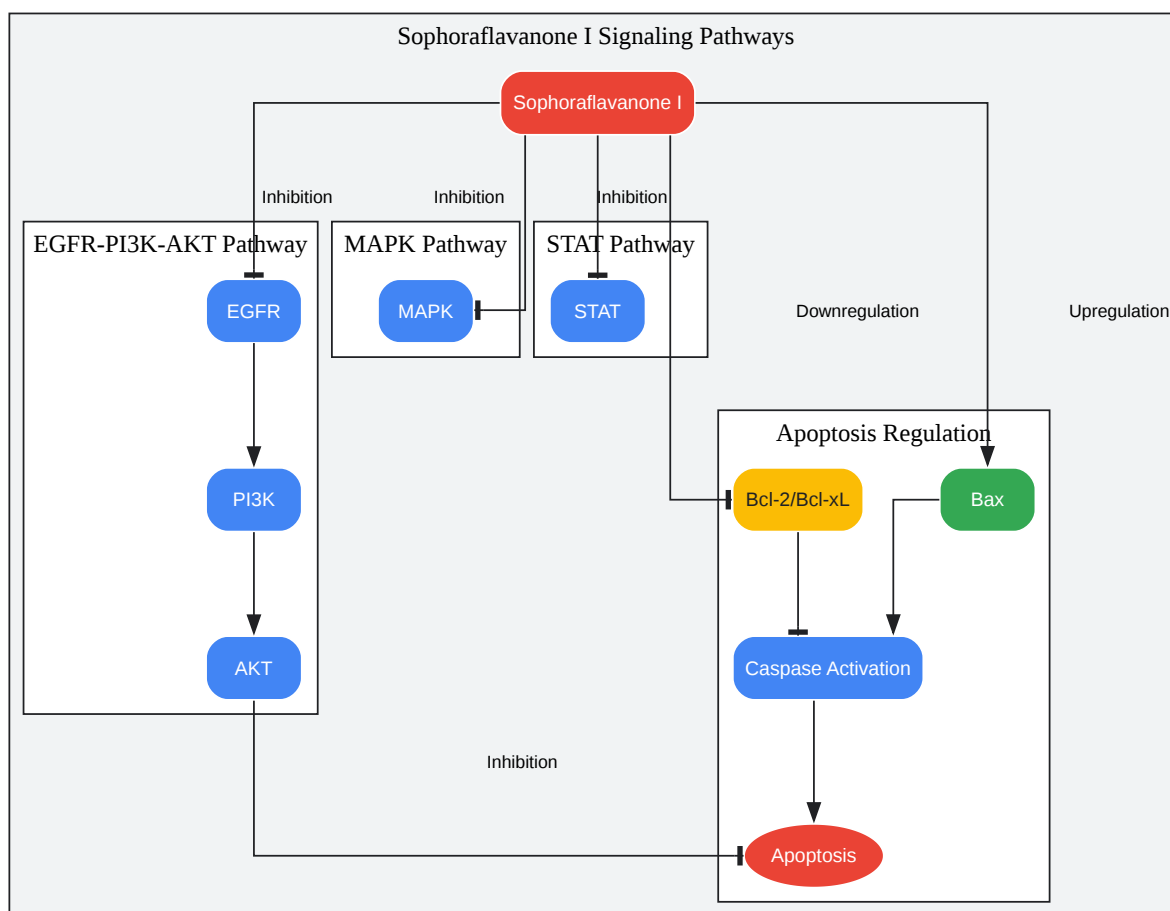 Sophoraflavanone I Signaling Pathways
Sophoraflavanone I
Inhibition
Inhibition
Inhibition
EGFR-PI3K-AKT Pathway
MAPK Pathway
STAT Pathway
EGFR
MAPK
STAT
Downregulation
Upregulation
Apoptosis Regulation
PI3K
Bcl-2/Bcl-xL
Bax
AKT
Caspase Activation
Inhibition
Apoptosis